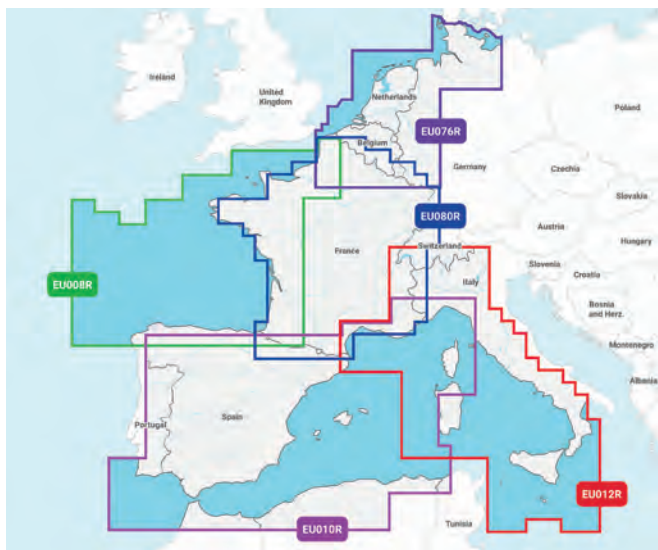 Ireland
United
Kingdom
Netherlands
Poland
EU076R
Belgium
Germany
Czechia
Slovakia
EU080R
Austria
Switzerland
Hungary
France
Slovenia
Croatia
EU008R
Italy
Bosnia
and Herz.
Montenegro
Albania
Portugal
Spain
EU012R
EU010R
Tunisia